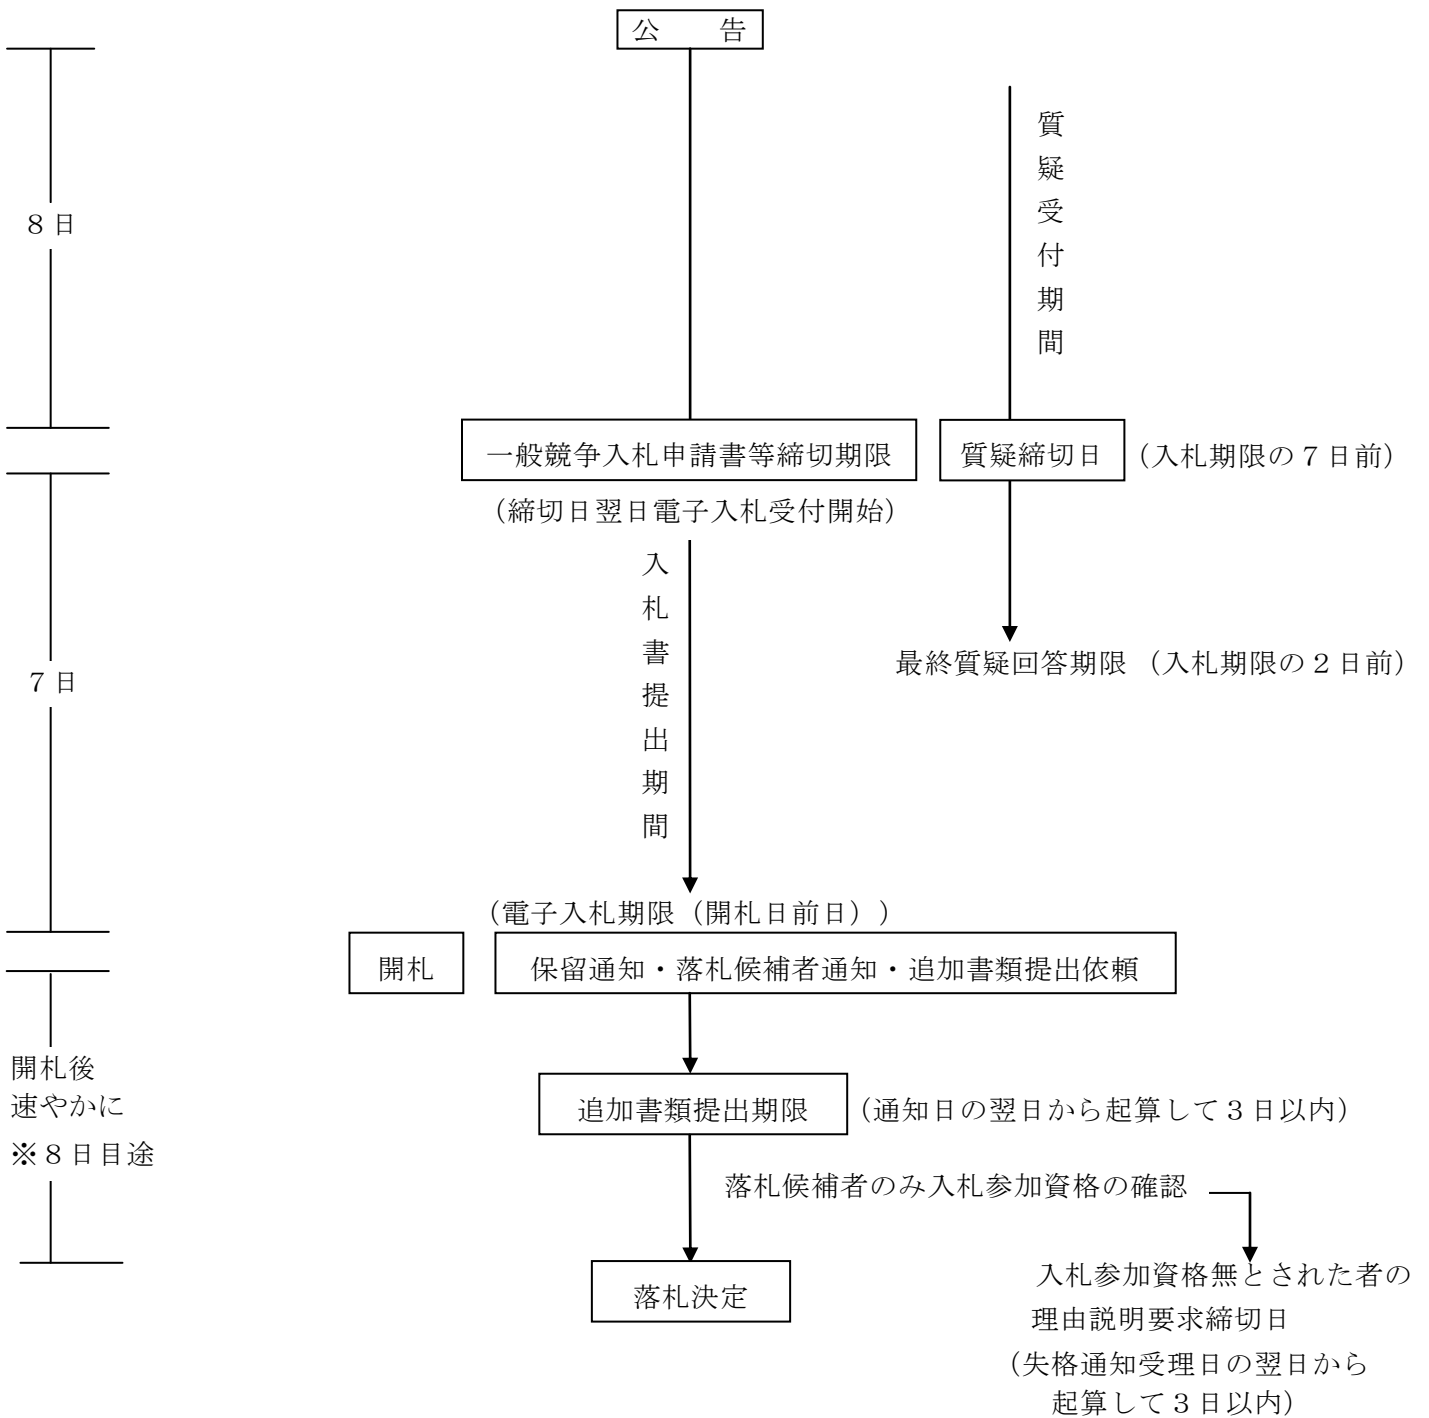 公　　告
質疑受付期間
８日
一般競争入札申請書等締切期限
質疑締切日
（入札期限の７日前）
（締切日翌日電子入札受付開始）
入札書提出期間
最終質疑回答期限（入札期限の２日前）
７日
（電子入札期限（開札日前日））
開札
保留通知・落札候補者通知・追加書類提出依頼
開札後
速やかに
※８日目途
追加書類提出期限
（通知日の翌日から起算して３日以内）
落札候補者のみ入札参加資格の確認
落札決定
入札参加資格無とされた者の
理由説明要求締切日
（失格通知受理日の翌日から
起算して３日以内）